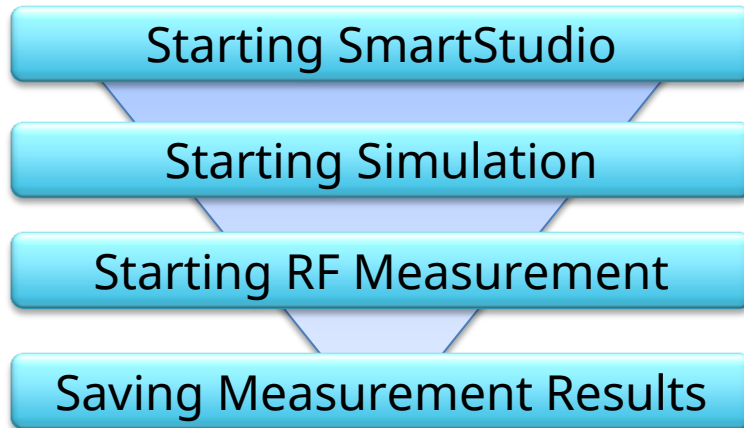 Starting SmartStudio
Starting Simulation
Starting RF Measurement
Saving Measurement Results